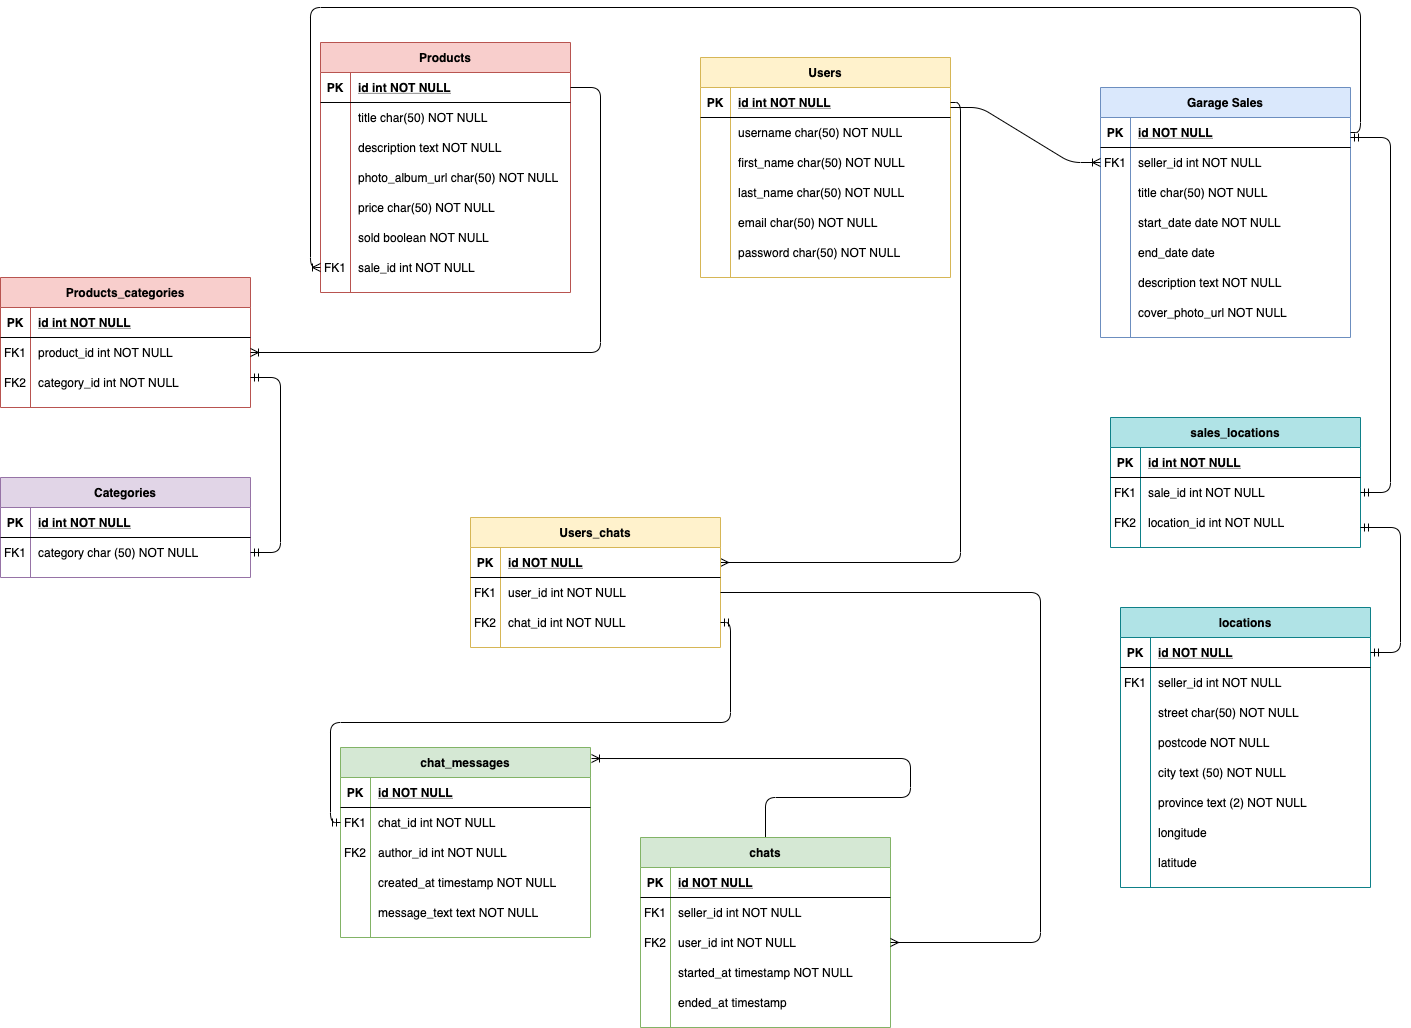 Products
PK id int NOT NULL
title char(50) NOT NULL
description text NOT NULL
photo_album_url char(50) NOT NULL
price char(50) NOT NULL
sold boolean NOT NULL
FK1 sale_id int NOT NULL
Users
PK id int NOT NULL
username char(50) NOT NULL
first_name char(50) NOT NULL
last_name char(50) NOT NULL
email char(50) NOT NULL
password char(50) NOT NULL
Garage Sales
PK id NOT NULL
FK1 seller_id int NOT NULL
title char(50) NOT NULL
start_date date NOT NULL
end_date date
description text NOT NULL
cover_photo_url NOT NULL
Products_categories
PK id int NOT NULL
FK1 product_id int NOT NULL
FK2 category_id int NOT NULL
Categories
PK id int NOT NULL
FK1 category char (50) NOT NULL
sales_locations
PK id int NOT NULL
FK1 sale_id int NOT NULL
FK2 location_id int NOT NULL
Users_chats
PK id NOT NULL
FK1 user_id int NOT NULL
FK2 chat_id int NOT NULL
locations
PK id NOT NULL
FK1 seller_id int NOT NULL
street char(50) NOT NULL
postcode NOT NULL
city text (50) NOT NULL
province text (2) NOT NULL
longitude
latitude
chat_messages
PK id NOT NULL
FK1 chat_id int NOT NULL
FK2 author_id int NOT NULL
created_at timestamp NOT NULL
message_text text NOT NULL
chats
PK id NOT NULL
FK1 seller_id int NOT NULL
FK2 user_id int NOT NULL
started_at timestamp NOT NULL
ended_at timestamp